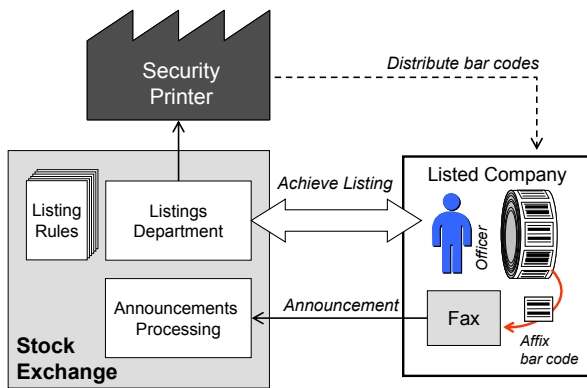 Security
Printer
Distribute bar codes
Listing
Rules
Listings
Department
Achieve Listing
Listed Company
Officer
Announcements
Processing
Announcement
Fax
Affix
bar code
Stock
Exchange